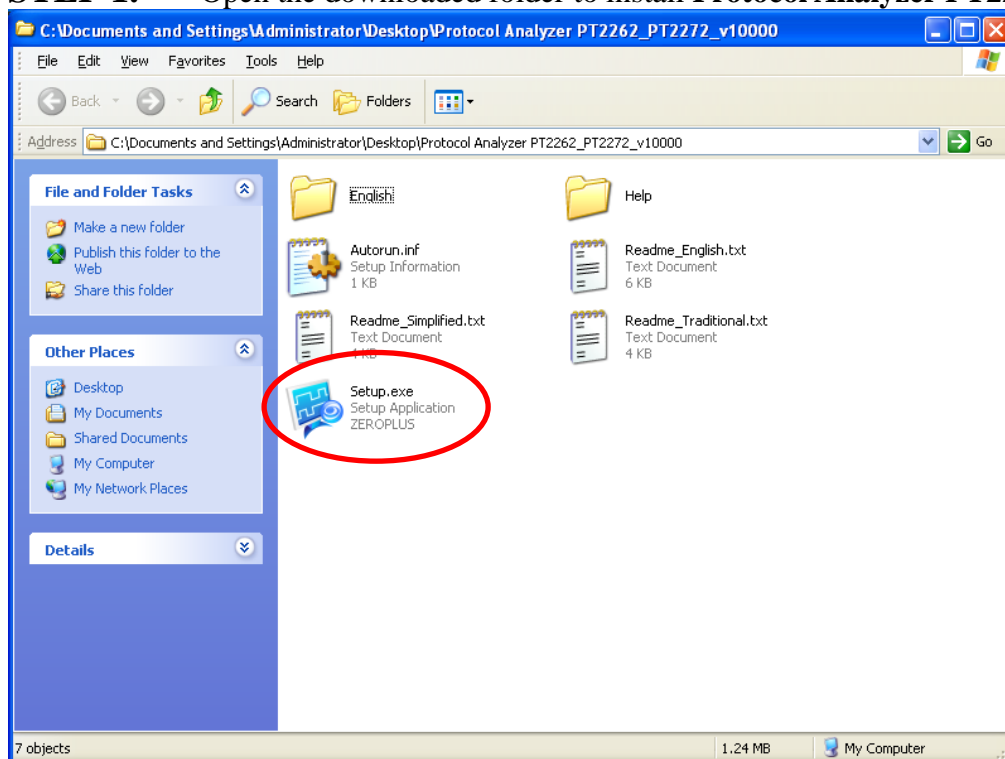 STEP 1. Open the downloaded folder to install Protocol Analyzer PT22
C:\Documents and Settings\Administrator\Desktop\Protocol Analyzer PT2262_PT2272_v10000
File Edit View Favorites Tools Help
Back Search Folders
Address C:\Documents and Settings\Administrator\Desktop\Protocol Analyzer PT2262_PT2272_v10000 Go
File and Folder Tasks
Make a new folder
Publish this folder to the
Web
Share this folder
Other Places
Desktop
My Documents
Shared Documents
My Computer
My Network Places
Details
English
Help
Autorun.inf
Setup Information
1 KB
Readme_English.txt
Text Document
6 KB
Readme_Simplified.txt
Text Document
4 KB
Readme_Traditional.txt
Text Document
4 KB
Setup.exe
Setup Application
ZEROPLUS
7 objects 1.24 MB My Computer